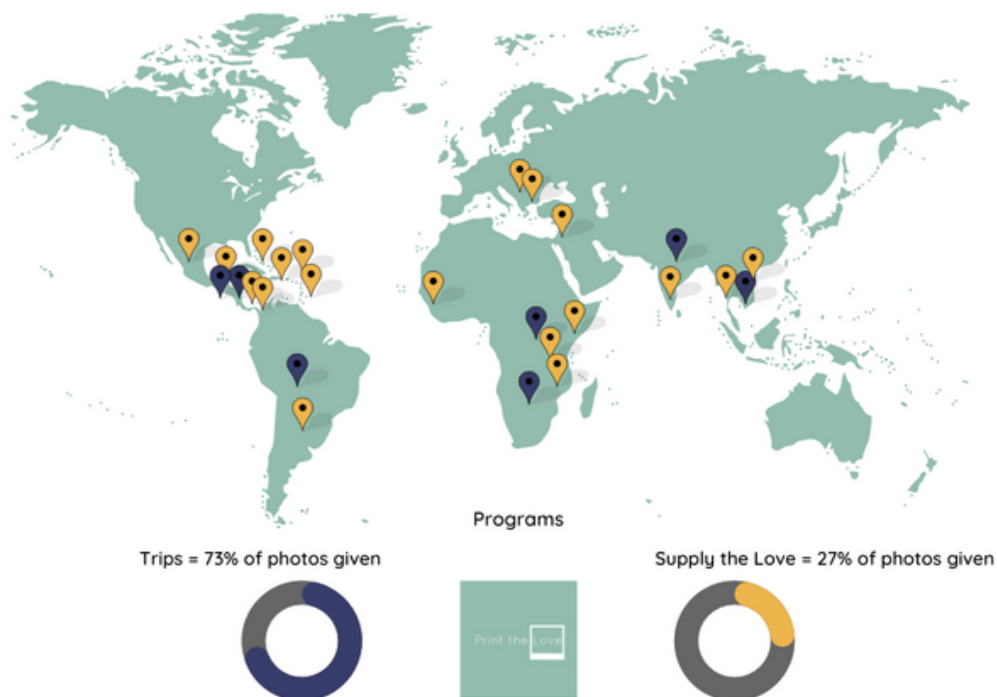 Programs
Trips = 73% of photos given
Supply the Love = 27% of photos given
Print the Love